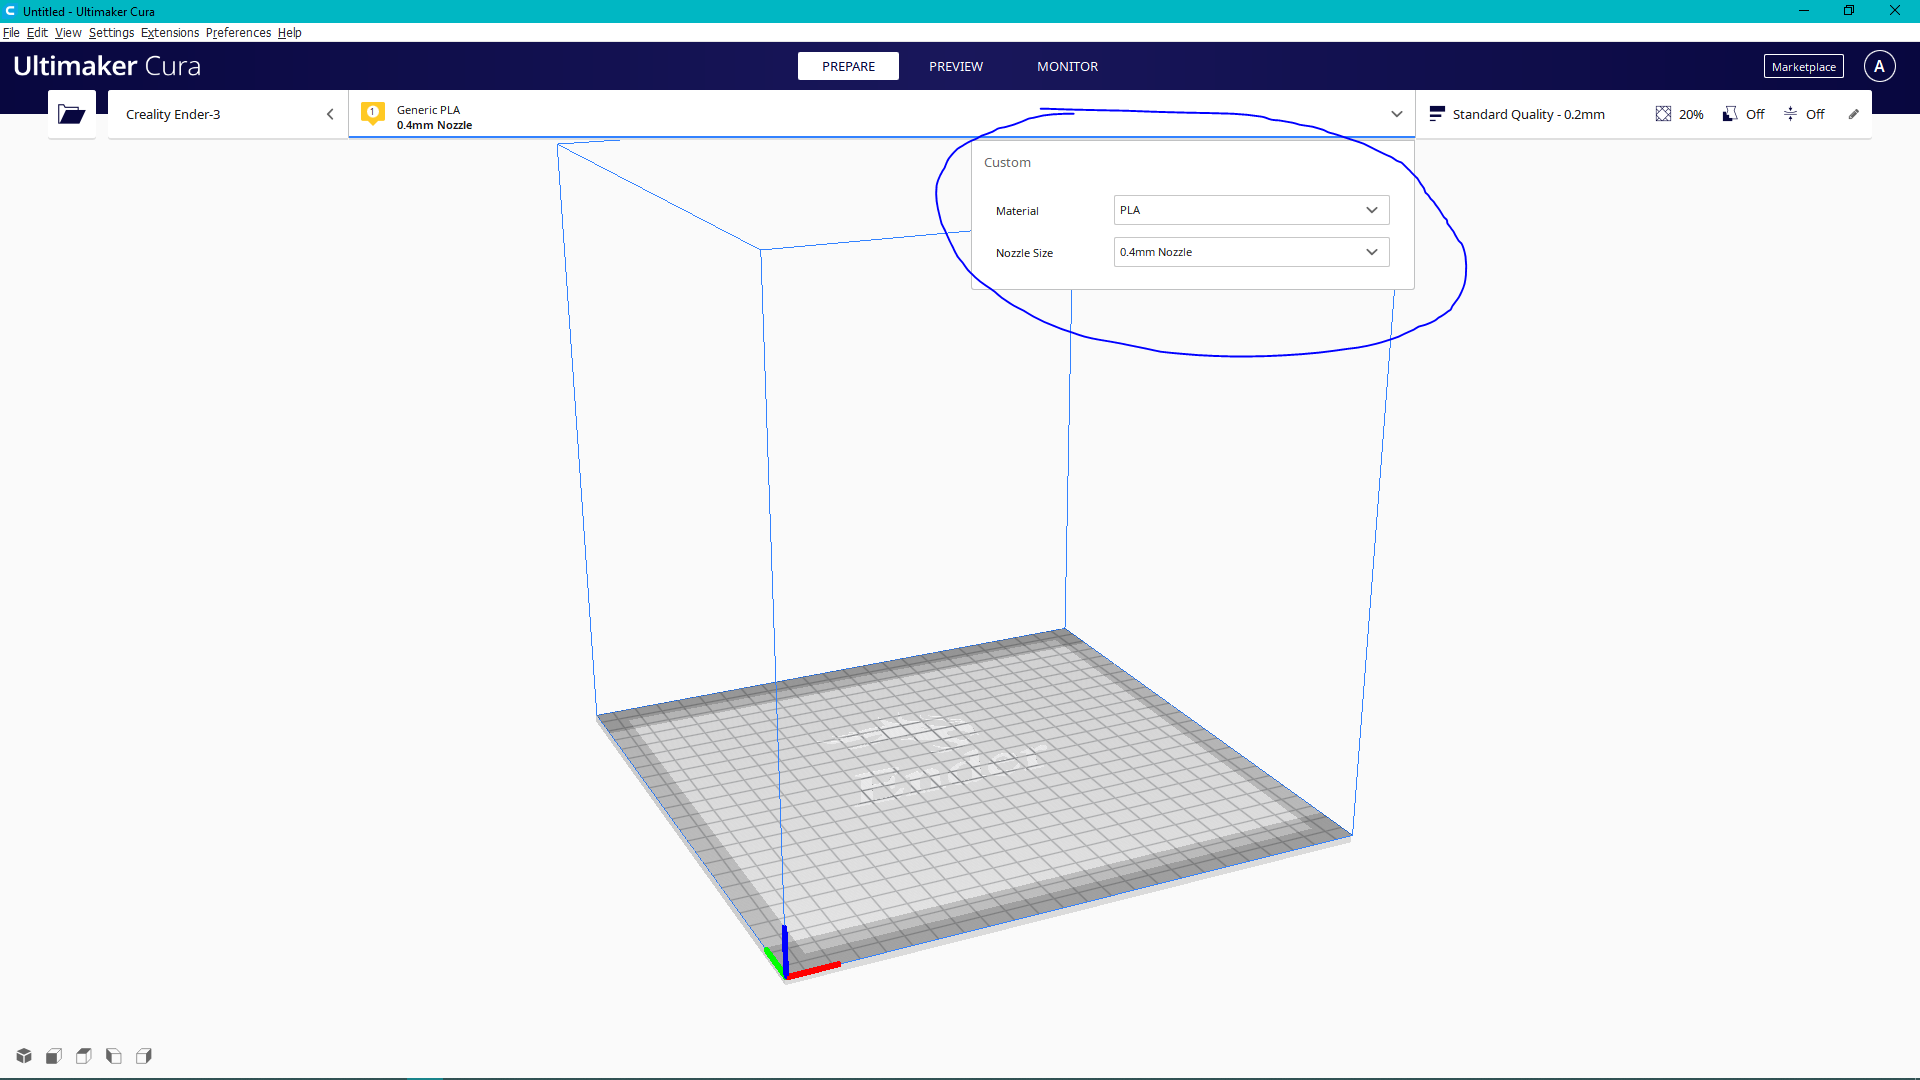 Untitled - Ultimaker Cura
File Edit View Settings Extensions Preferences Help
Ultimaker Cura
PREPARE PREVIEW MONITOR
Marketplace A
Creality Ender-3
1
Generic PLA
0.4mm Nozzle
Standard Quality - 0.2mm 20% Off Off
Custom
Material PLA
Nozzle Size 0.4mm Nozzle